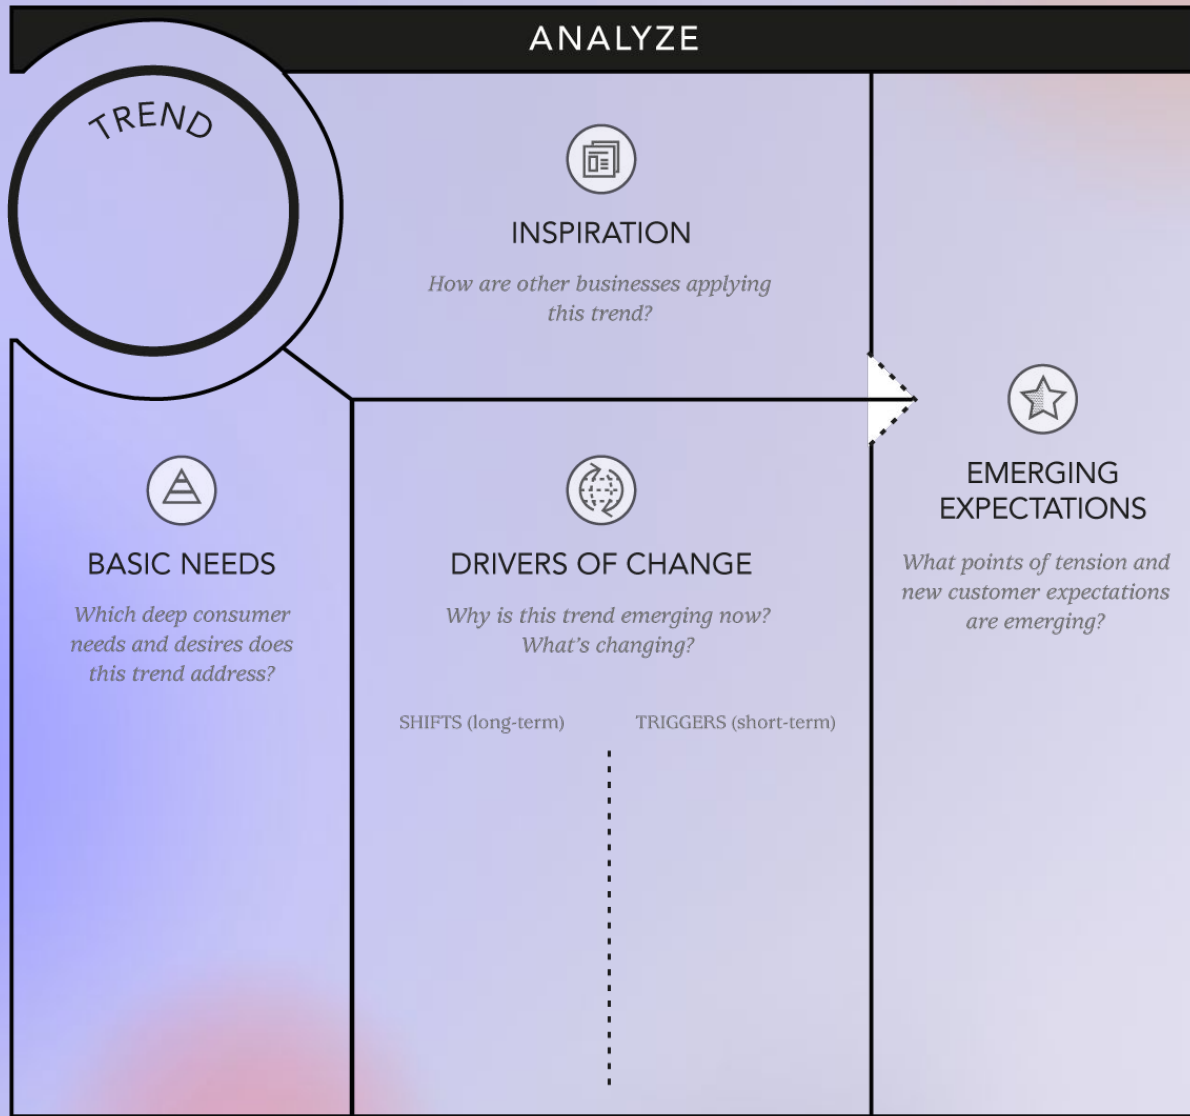 ANALYZE
TREND
INSPIRATION
How are other businesses applying
this trend?
BASIC NEEDS
Which deep consumer
needs and desires does
this trend address?
DRIVERS OF CHANGE
Why is this trend emerging now?
What's changing?
SHIFTS (long-term)
TRIGGERS (short-term)
EMERGING
EXPECTATIONS
What points of tension and
new customer expectations
are emerging?